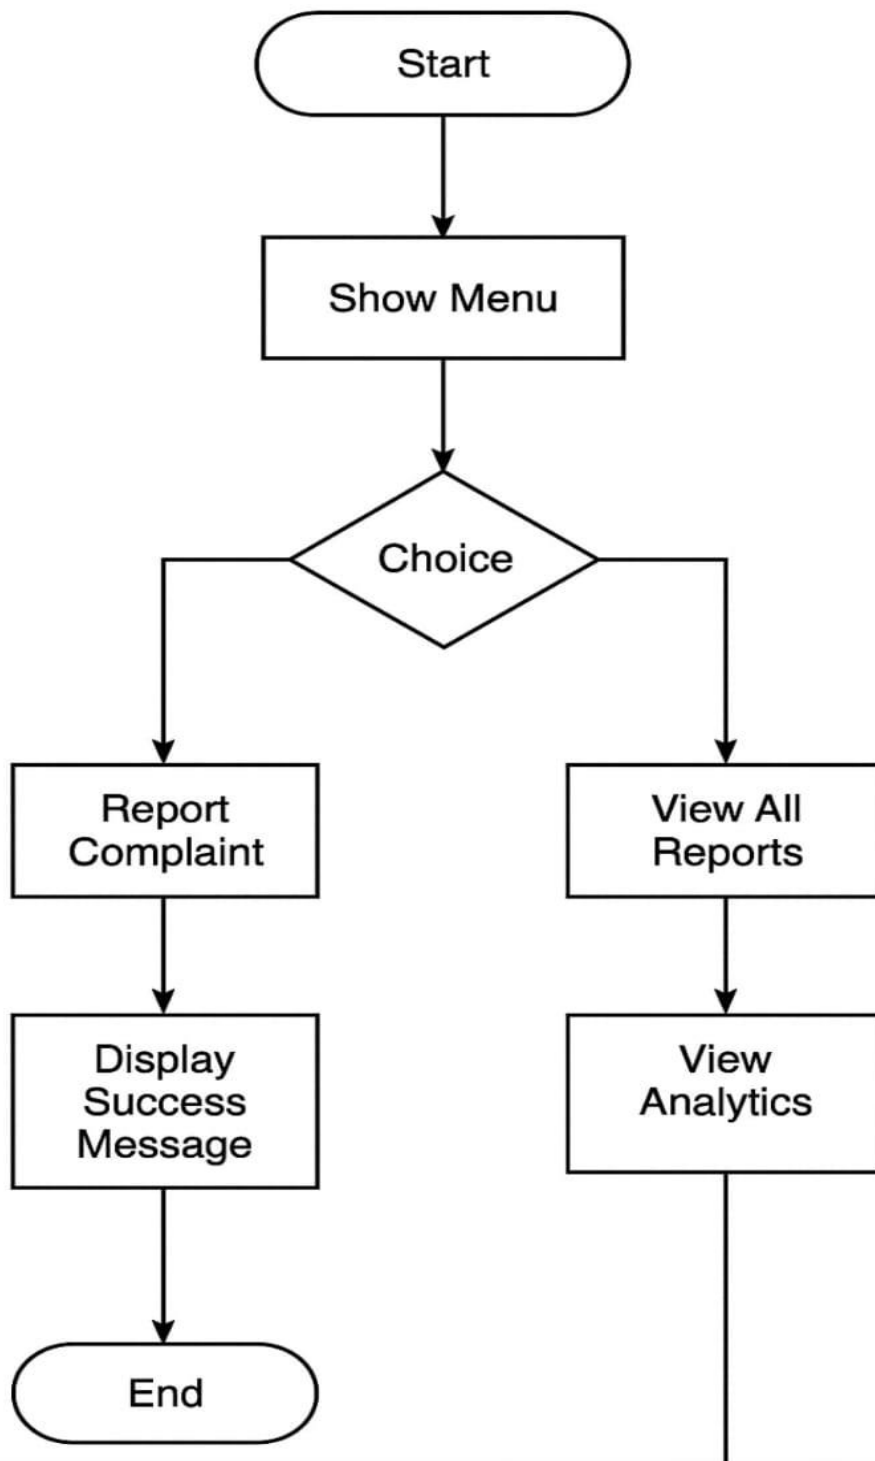 Start
Show Menu
Choice
Report
Complaint
View All
Reports
Display
Success
Message
View
Analytics
End